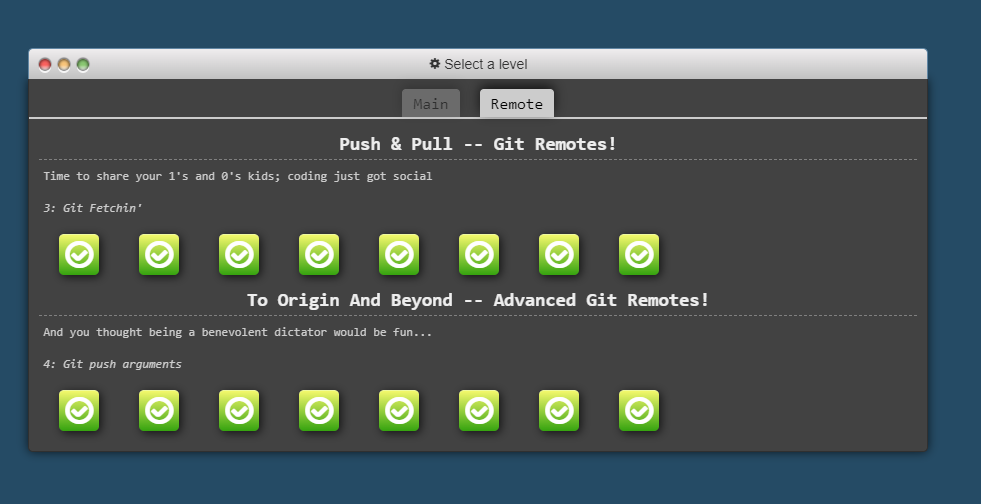 Select a level
Main
Remote
Push & Pull -- Git Remotes!
Time to share your 1's and 0's kids; coding just got social
3: Git Fetchin'
To Origin And Beyond -- Advanced Git Remotes!
And you thought being a benevolent dictator would be fun...
4: Git push arguments